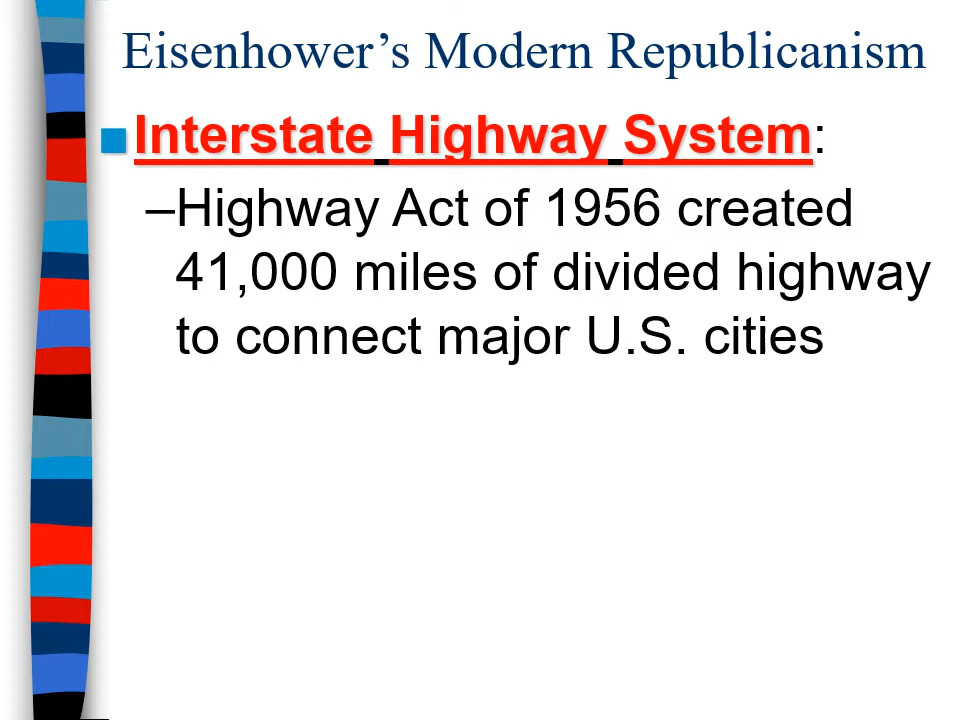 Eisenhower’s Modern Republicanism
■Interstate Highway System:
–Highway Act of 1956 created
41,000 miles of divided highway
to connect major U.S. cities